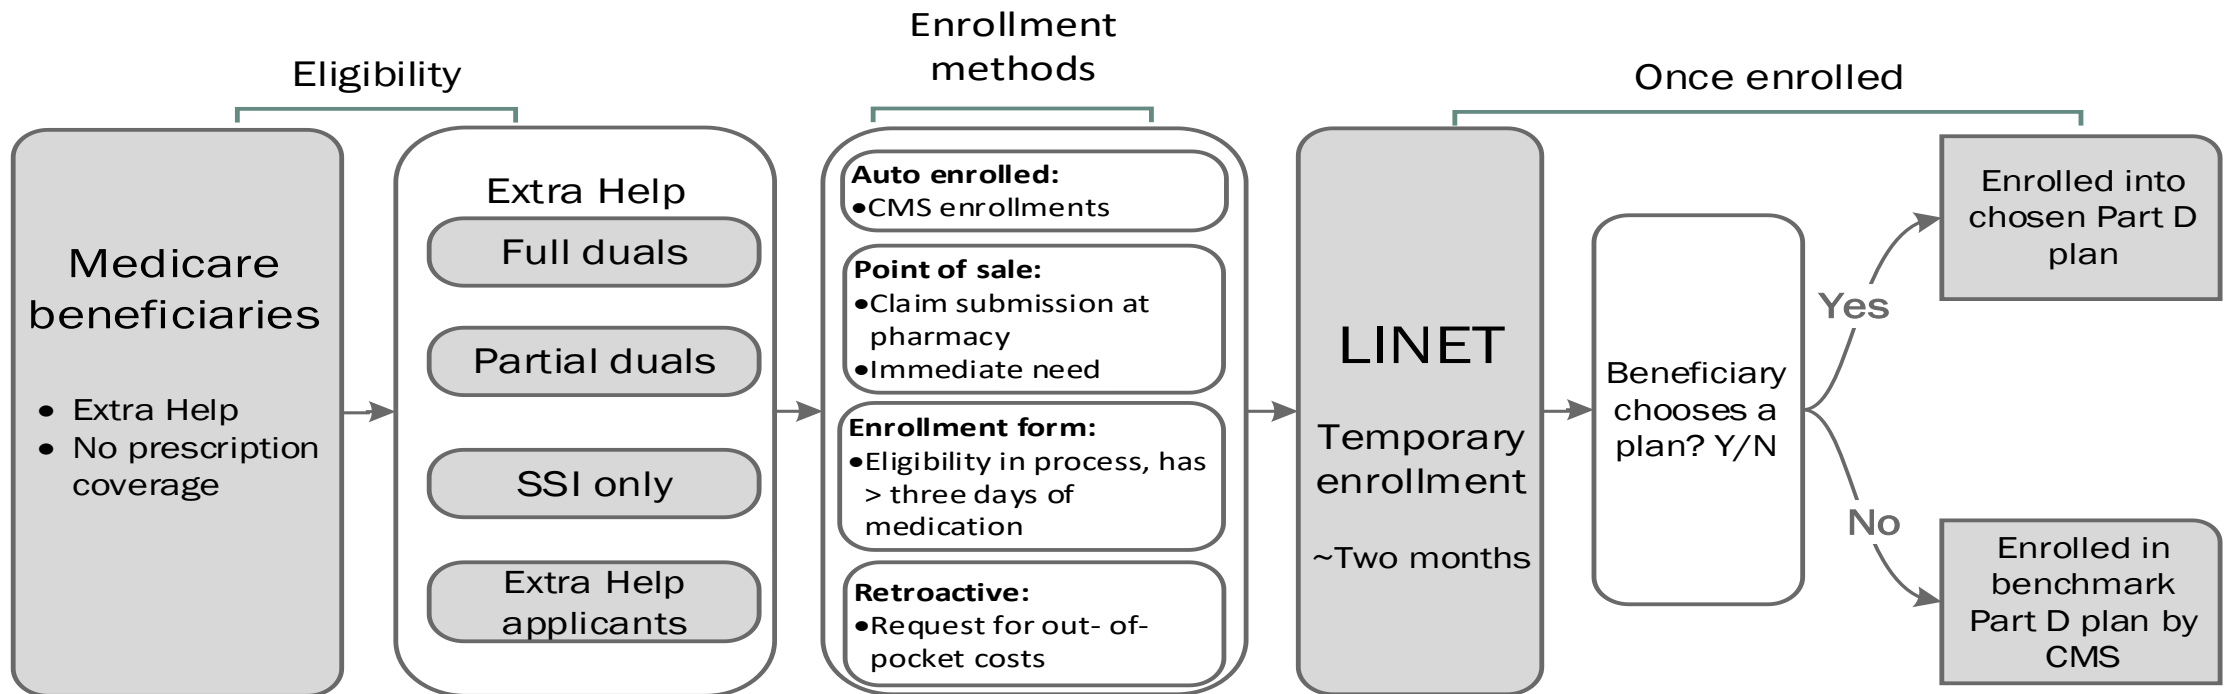 Eligibility
Enrollment
methods
Once enrolled
Medicare
beneficiaries
• Extra Help
• No prescription
coverage
Extra Help
Full duals
Partial duals
SSI only
Extra Help
applicants
Auto enrolled:
•CMS enrollments
Point of sale:
•Claim submission at
pharmacy
•Immediate need
Enrollment form:
•Eligibility in process, has
> three days of
medication
Retroactive:
•Request for out- of-
pocket costs
LINET
Temporary
enrollment
~Two months
Beneficiary
chooses a
plan? Y/N
Yes
No
Enrolled into
chosen Part D
plan
Enrolled in
benchmark
Part D plan by
CMS